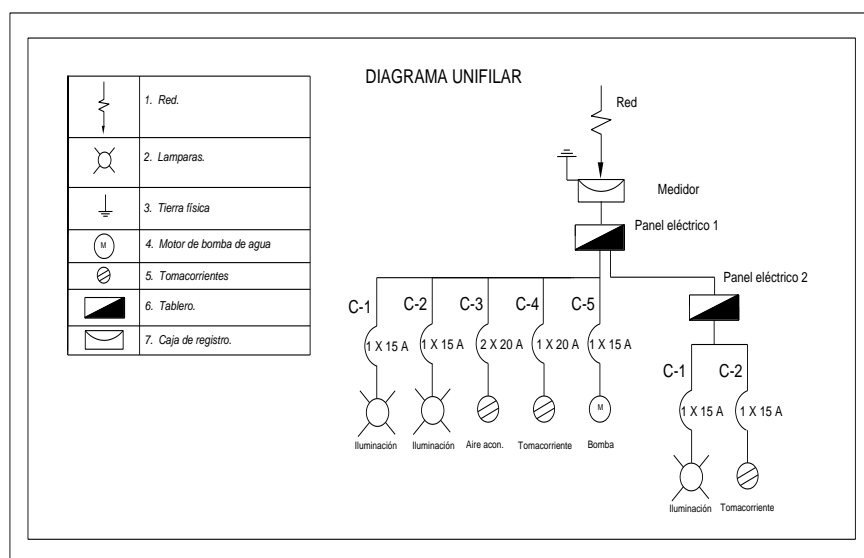 DIAGRAMA UNIFILAR
1. Red.
2. Lamparas.
3. Tierra física
M
4. Motor de bomba de agua
5. Tomacorrientes
6. Tablero.
7. Caja de registro.
Red
Medidor
Panel eléctrico 1
Panel eléctrico 2
C-1
C-2
C-3
C-4
C-5
1 X 15 A
1 X 15 A
2 X 20 A
1 X 20 A
1 X 15 A
M
Iluminación
Iluminación
Aire acon.
Tomacorriente
Bomba
C-1
C-2
1 X 15 A
1 X 15 A
Iluminación
Tomacorriente